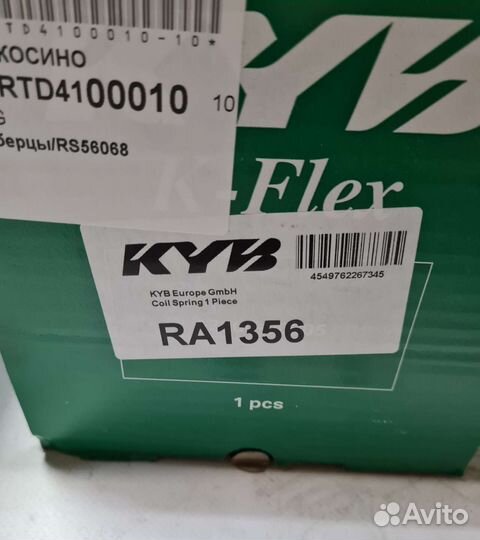 TD4100010-10*
КОСИНО
RTD4100010 10
G
берцы/RS56068
KYB
K-Flex
KYB
4549762267345
KYB Europe GmbH
Coil Spring 1 Piece
RA1356
1 pcs
Avito